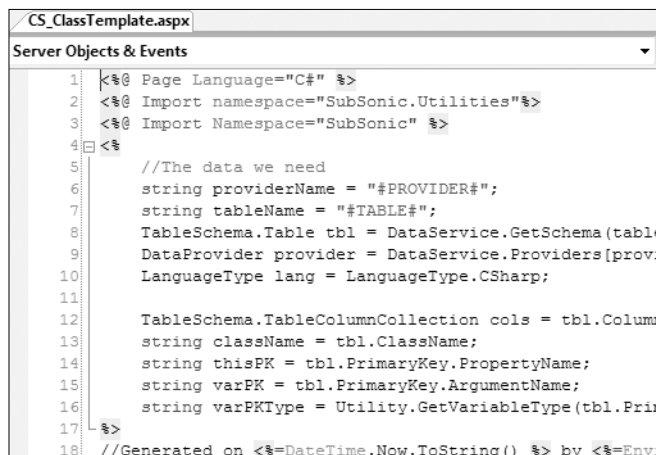 CS_ClassTemplate.aspx
Server Objects & Events
1 <%@ Page Language="C#" %>
2 <%@ Import namespace="SubSonic.Utilities"%>
3 <%@ Import Namespace="SubSonic" %>
4 <%
5 //The data we need
6 string providerName = "#PROVIDER#";
7 string tableName = "#TABLE#";
8 TableSchema.Table tbl = DataService.GetSchema(table
9 DataProvider provider = DataService.Providers[provi
10 LanguageType lang = LanguageType.CSharp;
11
12 TableSchema.TableColumnCollection cols = tbl.Colum
13 string className = tbl.ClassName;
14 string thisPK = tbl.PrimaryKey.PropertyName;
15 string varPK = tbl.PrimaryKey.ArgumentName;
16 string varPKType = Utility.GetVariableType(tbl.Pri
17 %>
18 //Generated on <%=DateTime.Now.ToString() %> by <%=Envi